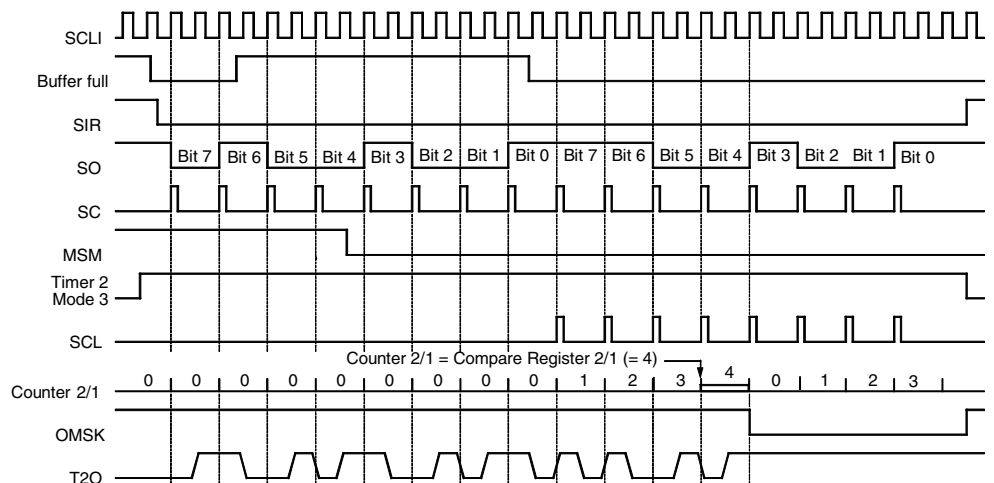 SCLI
Buffer full
SIR
SO Bit 7 Bit 6 Bit 5 Bit 4 Bit 3 Bit 2 Bit 1 Bit 0 Bit 7 Bit 6 Bit 5 Bit 4 Bit 3 Bit 2 Bit 1 Bit 0
SC
MSM
Timer 2
Mode 3
SCL
Counter 2/1 = Compare Register 2/1 (= 4)
Counter 2/1 0 0 0 0 0 0 0 0 0 1 2 3 4 0 1 2 3
OMSK
T2O